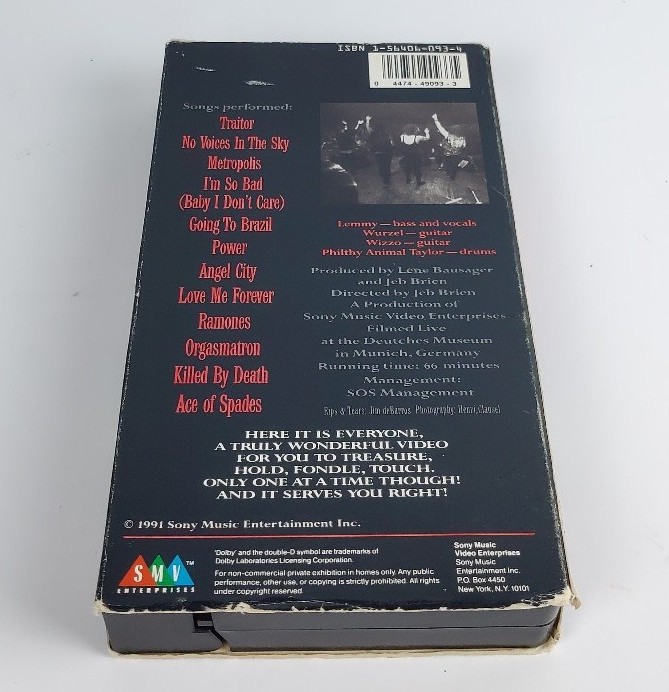 ISBN 1-56406-093-4
0 4474-49093-3
Songs performed:
Traitor
No Voices In The Sky
Metropolis
I'm So Bad
(Baby I Don't Care)
Going To Brazil
Power
Angel City
Love Me Forever
Ramones
Orgasmatron
Killed By Death
Ace of Spades
Lemmy — bass and vocals
Wurzel — guitar
Wizzo — guitar
Philthy Animal Taylor — drums
Produced by Lene Bausager
and Jeb Brien
Directed by Jeb Brien
A Production of
Sony Music Video Enterprises
Filmed Live
at the Deutches Museum
in Munich, Germany
Running time: 66 minutes
Management:
SOS Management
Rips & Tears: Jim deBarros Photography: Henri Clausel
HERE IT IS EVERYONE,
A TRULY WONDERFUL VIDEO
FOR YOU TO TREASURE,
HOLD, FONDLE, TOUCH.
ONLY ONE AT A TIME THOUGH!
AND IT SERVES YOU RIGHT!
© 1991 Sony Music Entertainment Inc.
SMV
ENTERPRISES
TM
'Dolby' and the double-D symbol are trademarks of
Dolby Laboratories Licensing Corporation.
For non-commercial private exhibition in homes only. Any public
performance, other use, or copying is strictly prohibited. All rights
under copyright reserved.
Sony Music
Video Enterprises
Sony Music
Entertainment Inc.
P.O. Box 4450
New York, N.Y. 10101